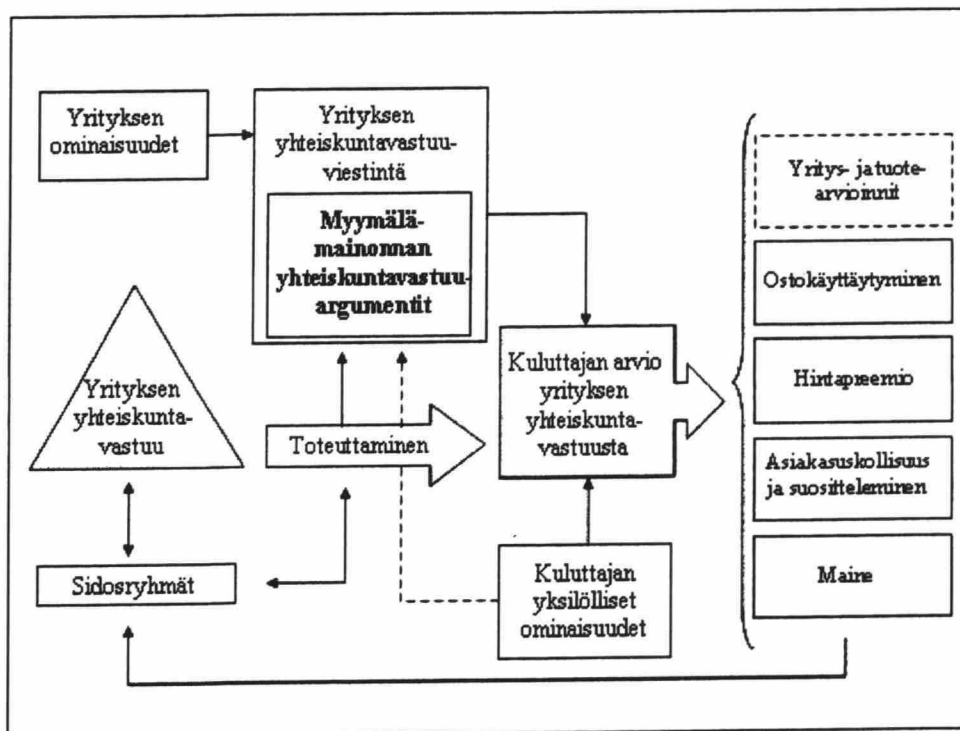 Yrityksen
ominaisuudet
Yrityksen
yhteiskuntavastuu-
viestintä
Myymälä-
mainonnan
yhteiskuntavastuu-
argumentit
Yrityksen
yhteiskunta-
vastuu
Toteuttaminen
Sidosryhmät
Kuluttajan arvio
yrityksen
yhteiskunta-
vastuusta
Kuluttajan
yksilölliset
ominaisuudet
Yritys- ja tuote-
arvioinnit
Ostokäyttäytyminen
Hintapreemio
Asiakasuskollisuus
ja suositteleminen
Maine